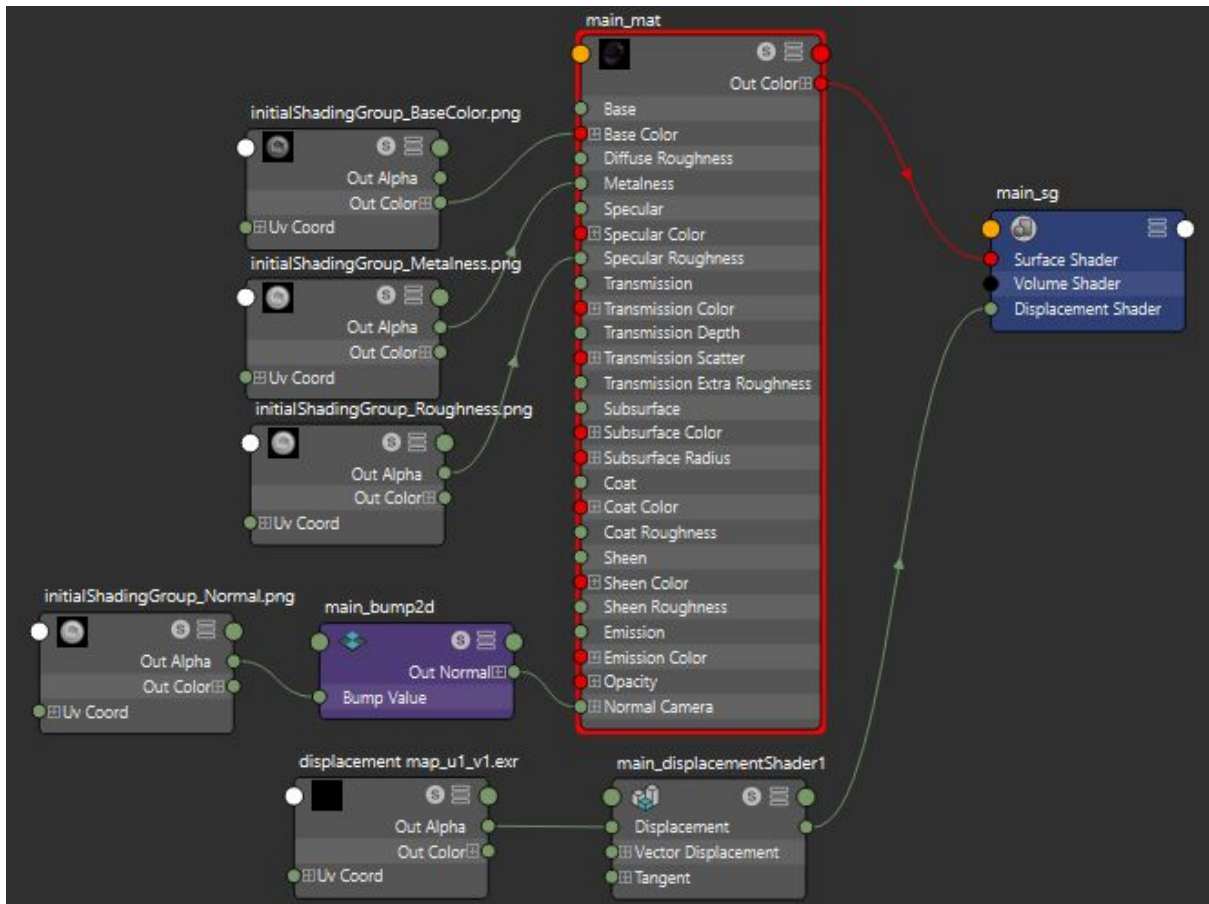 main_mat
Out Color
Base
Base Color
Diffuse Roughness
Metalness
Specular
Specular Color
Specular Roughness
Transmission
Transmission Color
Transmission Depth
Transmission Scatter
Transmission Extra Roughness
Subsurface
Subsurface Color
Subsurface Radius
Coat
Coat Color
Coat Roughness
Sheen
Sheen Color
Sheen Roughness
Emission
Emission Color
Opacity
Normal Camera
initialShadingGroup_BaseColor.png
S
Out Alpha
Out Color
Uv Coord
initialShadingGroup_Metalness.png
S
Out Alpha
Out Color
Uv Coord
initialShadingGroup_Roughness.png
S
Out Alpha
Out Color
Uv Coord
main_sg
Surface Shader
Volume Shader
Displacement Shader
initialShadingGroup_Normal.png
S
Out Alpha
Out Color
Uv Coord
main_bump2d
S
Out Normal
Bump Value
displacement map_u1_v1.exr
S
Out Alpha
Out Color
Uv Coord
main_displacementShader1
S
Displacement
Vector Displacement
Tangent